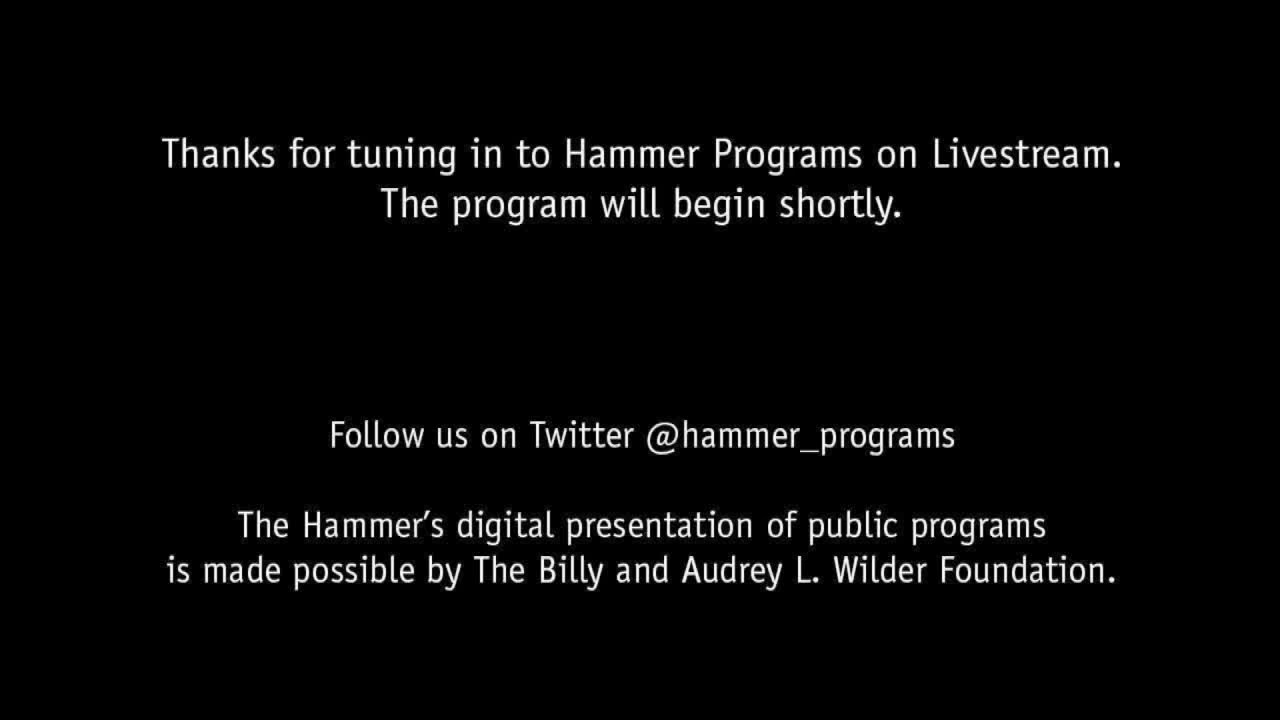 Thanks for tuning in to Hammer Programs on Livestream.
The program will begin shortly.
Follow us on Twitter @hammer_programs
The Hammer’s digital presentation of public programs
is made possible by The Billy and Audrey L. Wilder Foundation.